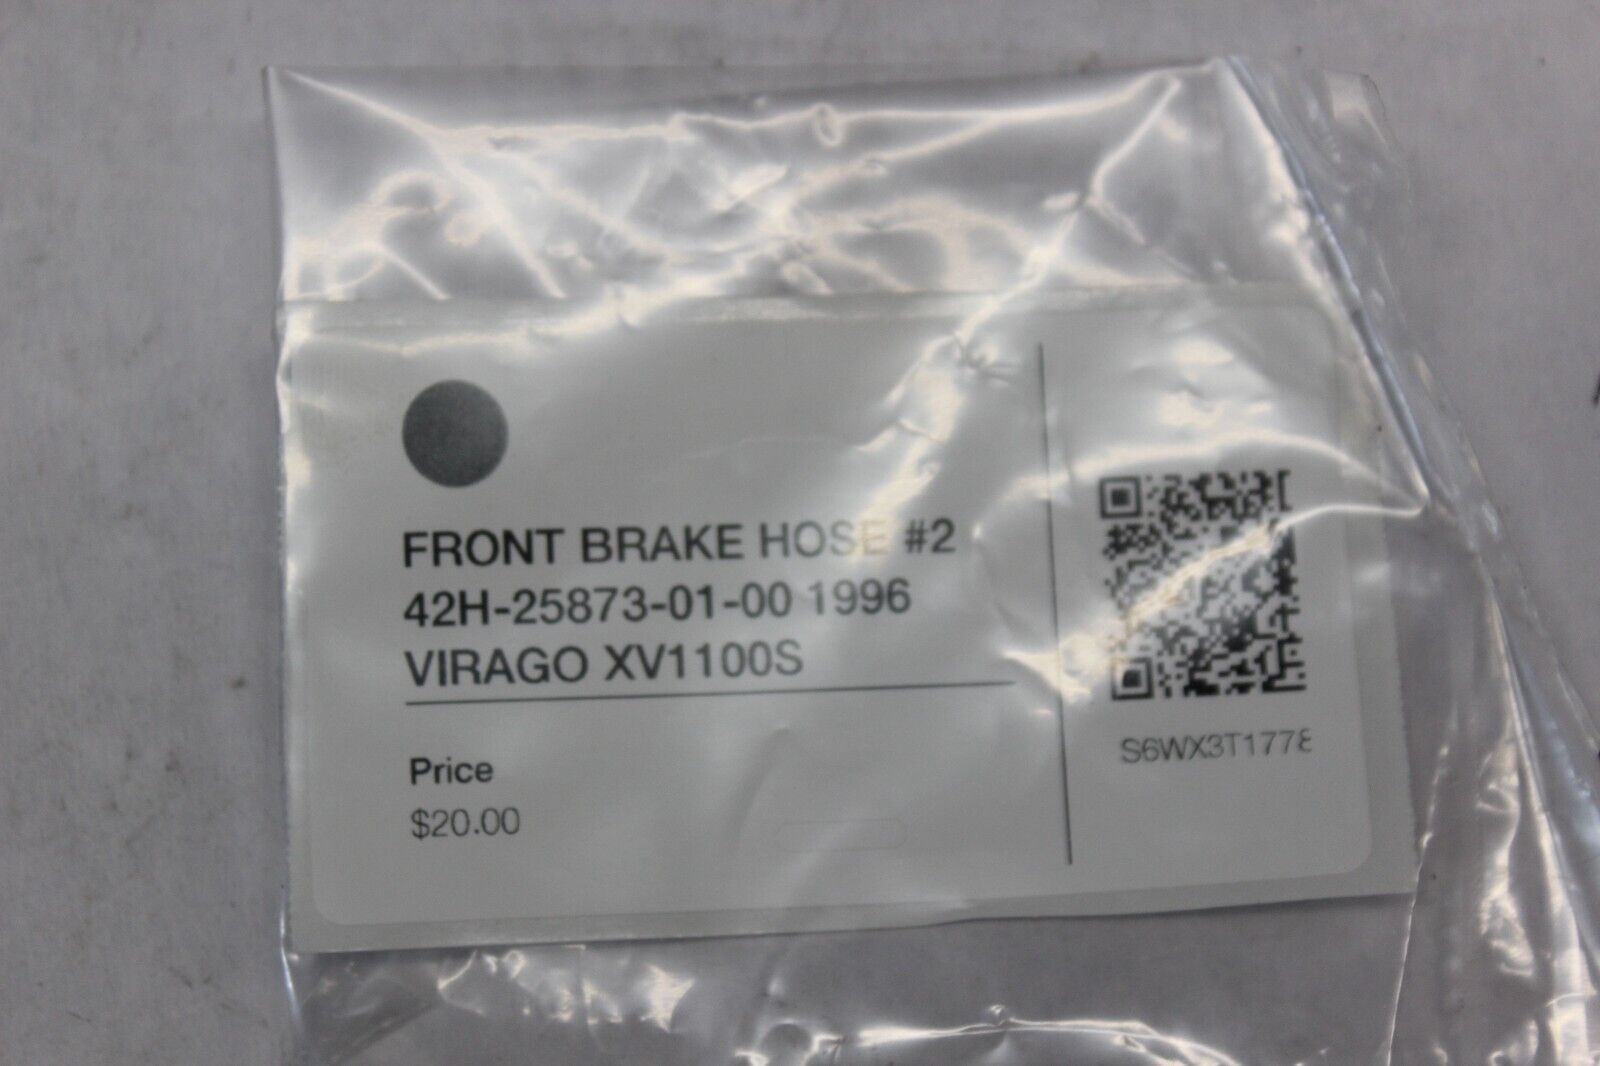 FRONT BRAKE HOSE #2
42H-25873-01-00 1996
VIRAGO XV1100S
Price
$20.00
S6WX3T1778